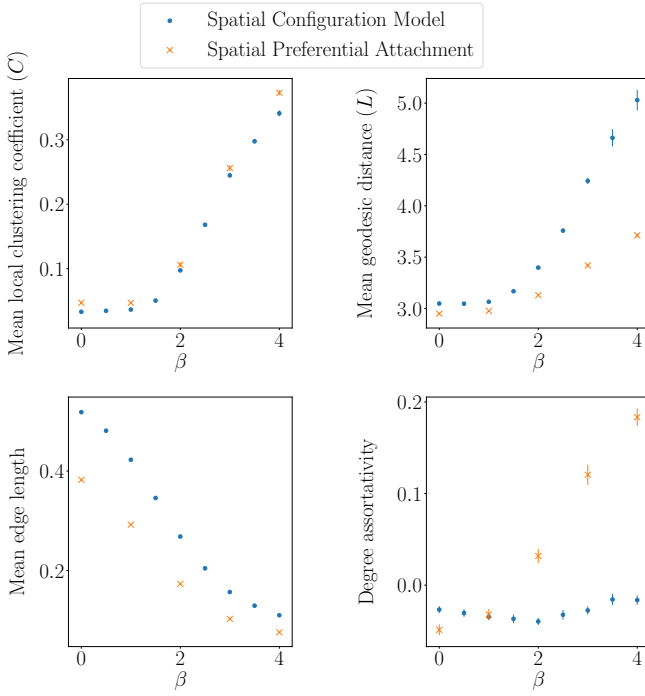 Spatial Configuration Model
Spatial Preferential Attachment
Mean local clustering coefficient (C)
0.3
0.2
0.1
0 2 4
β
Mean geodesic distance (L)
5.0
4.5
4.0
3.5
3.0
0 2 4
β
Mean edge length
0.4
0.2
0 2 4
β
Degree assortativity
0.2
0.1
0.0
0 2 4
β